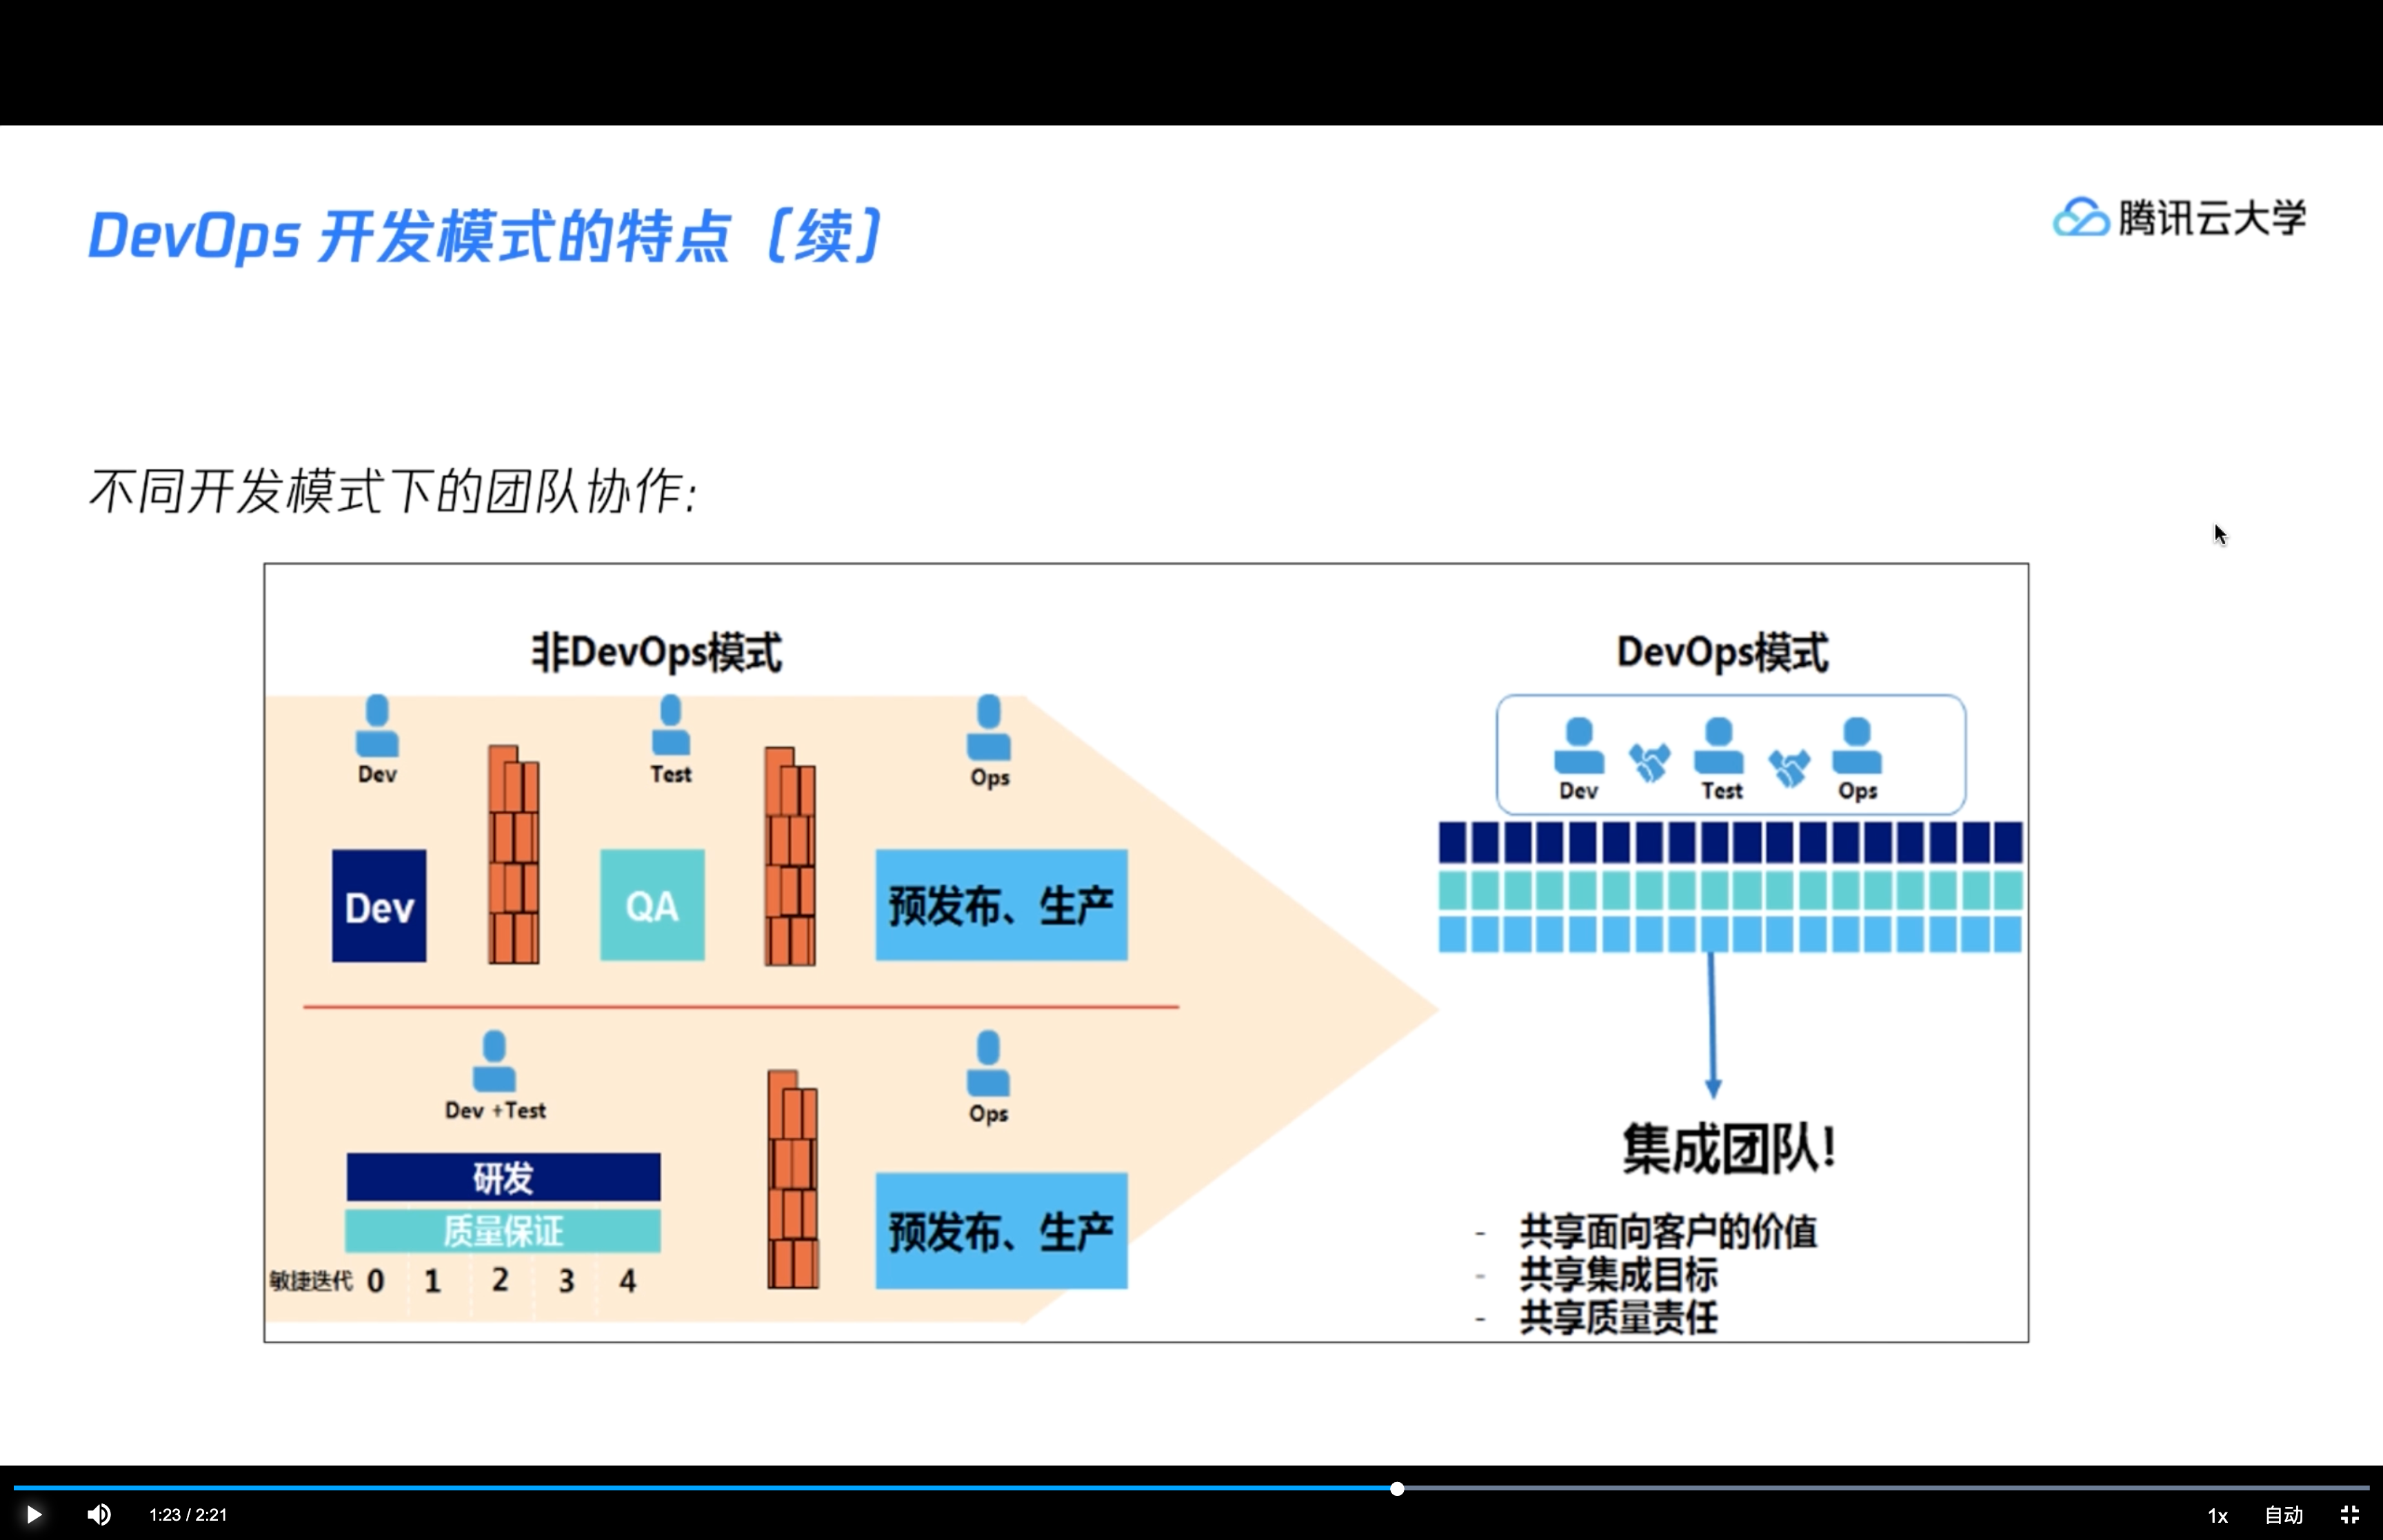 DevOps 开发模式的特点（续）
腾讯云大学
不同开发模式下的团队协作:
非DevOps模式
Dev
Test
Ops
Dev
QA
预发布、生产
Dev +Test
Ops
研发
质量保证
敏捷迭代 0 1 2 3 4
预发布、生产
DevOps模式
Dev
Test
Ops
集成团队!
- 共享面向客户的价值
- 共享集成目标
- 共享质量责任
1:23 / 2:21
1x
自动